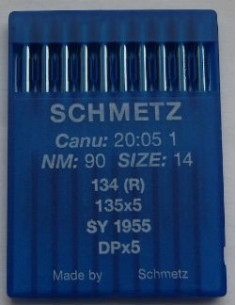 SCHMETZ
Canu: 20:05 1
NM: 90 SIZE: 14
134 (R)
135x5
SY 1955
DPx5
Made by Schmetz